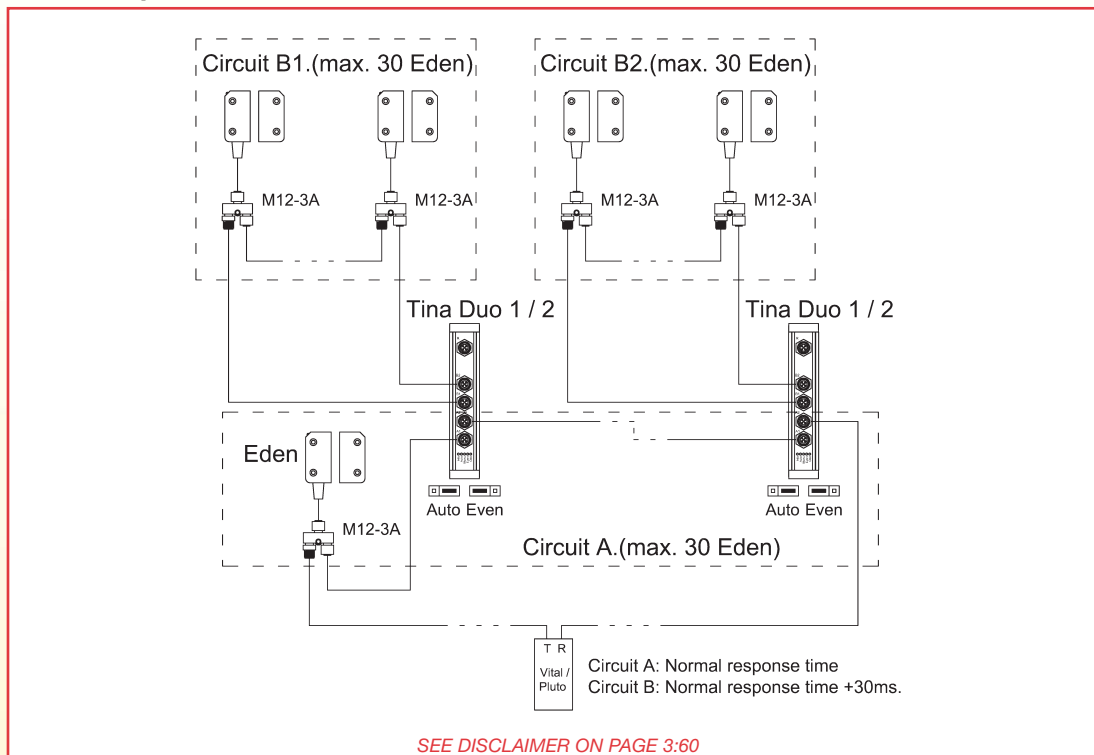 Circuit B1.(max. 30 Eden)
Circuit B2.(max. 30 Eden)
M12-3A
M12-3A
M12-3A
M12-3A
Tina Duo 1 / 2
Tina Duo 1 / 2
Eden
M12-3A
Auto Even
Auto Even
Circuit A.(max. 30 Eden)
T R
Vital /
Pluto
Circuit A: Normal response time
Circuit B: Normal response time +30ms.
SEE DISCLAIMER ON PAGE 3:60